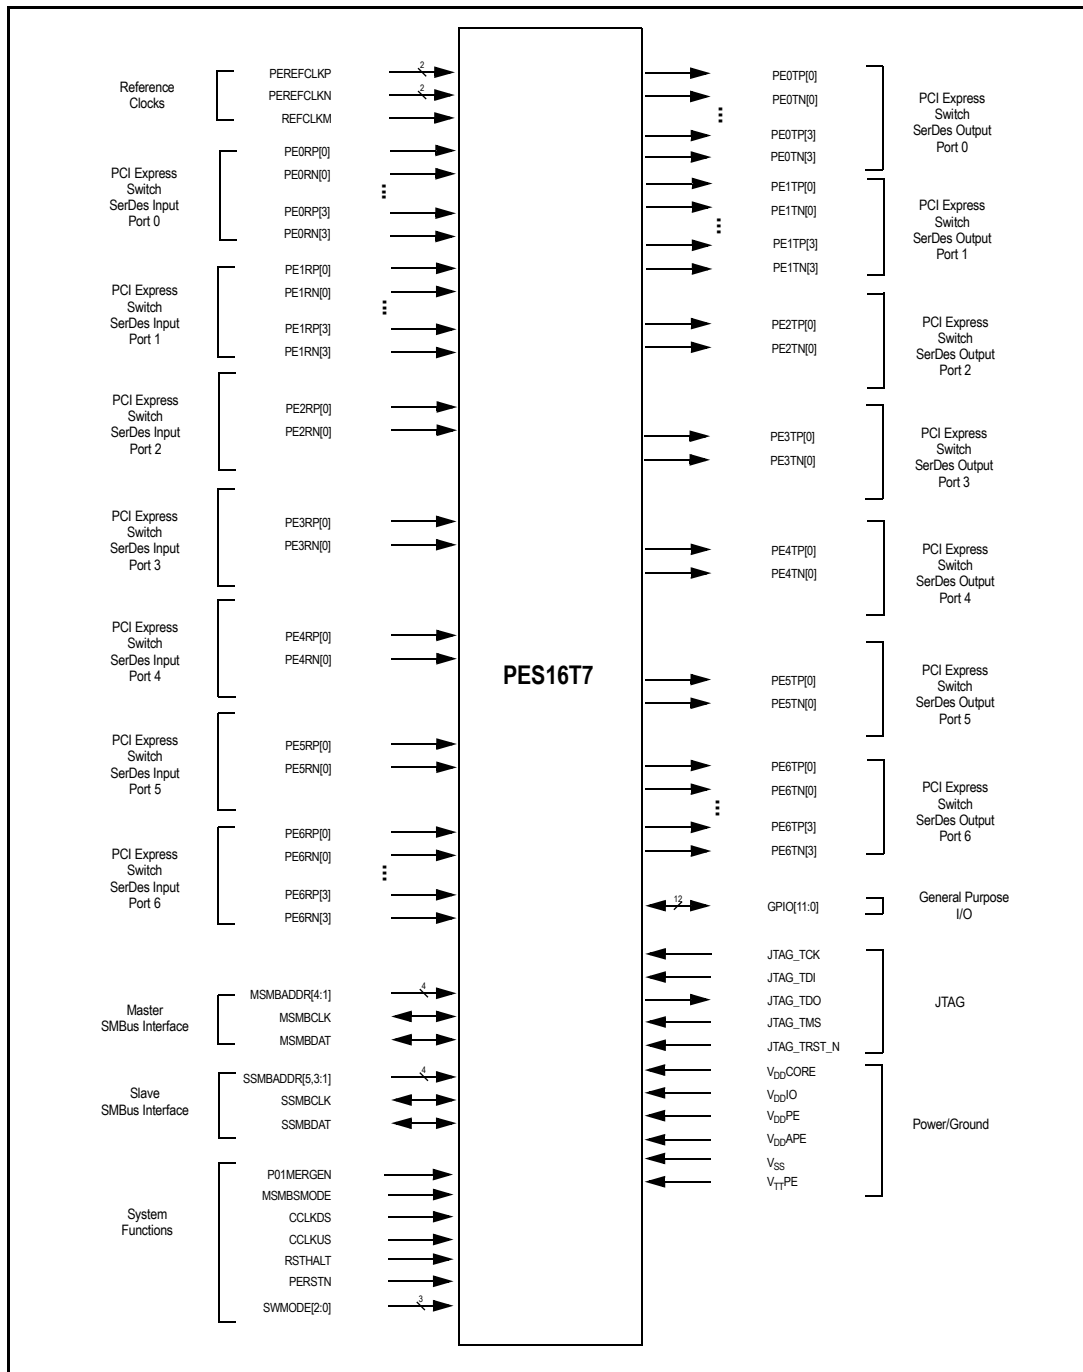 Reference
Clocks
PEREFCLKP
2
PEREFCLKN
2
REFCLKM
PCI Express
Switch
SerDes Input
Port 0
PE0RP[0]
PE0RN[0]
PE0RP[3]
PE0RN[3]
PCI Express
Switch
SerDes Input
Port 1
PE1RP[0]
PE1RN[0]
PE1RP[3]
PE1RN[3]
PCI Express
Switch
SerDes Input
Port 2
PE2RP[0]
PE2RN[0]
PCI Express
Switch
SerDes Input
Port 3
PE3RP[0]
PE3RN[0]
PCI Express
Switch
SerDes Input
Port 4
PE4RP[0]
PE4RN[0]
PCI Express
Switch
SerDes Input
Port 5
PE5RP[0]
PE5RN[0]
PCI Express
Switch
SerDes Input
Port 6
PE6RP[0]
PE6RN[0]
PE6RP[3]
PE6RN[3]
Master
SMBus Interface
MSMBADDR[4:1]
4
MSMBCLK
MSMBDAT
Slave
SMBus Interface
SSMBADDR[5,3:1]
4
SSMBCLK
SSMBDAT
System
Functions
P01MERGEN
MSMBSMODE
CCLKDS
CCLKUS
RSTHALT
PERSTN
SWMODE[2:0]
3
PES16T7
PE0TP[0]
PE0TN[0]
PE0TP[3]
PE0TN[3]
PCI Express
Switch
SerDes Output
Port 0
PE1TP[0]
PE1TN[0]
PE1TP[3]
PE1TN[3]
PCI Express
Switch
SerDes Output
Port 1
PE2TP[0]
PE2TN[0]
PCI Express
Switch
SerDes Output
Port 2
PE3TP[0]
PE3TN[0]
PCI Express
Switch
SerDes Output
Port 3
PE4TP[0]
PE4TN[0]
PCI Express
Switch
SerDes Output
Port 4
PE5TP[0]
PE5TN[0]
PCI Express
Switch
SerDes Output
Port 5
PE6TP[0]
PE6TN[0]
PE6TP[3]
PE6TN[3]
PCI Express
Switch
SerDes Output
Port 6
12
GPIO[11:0]
General Purpose
I/O
JTAG_TCK
JTAG_TDI
JTAG_TDO
JTAG_TMS
JTAG_TRST_N
JTAG
VDDCORE
VDDIO
VDDPE
VDDAPE
VSS
VTTPE
Power/Ground